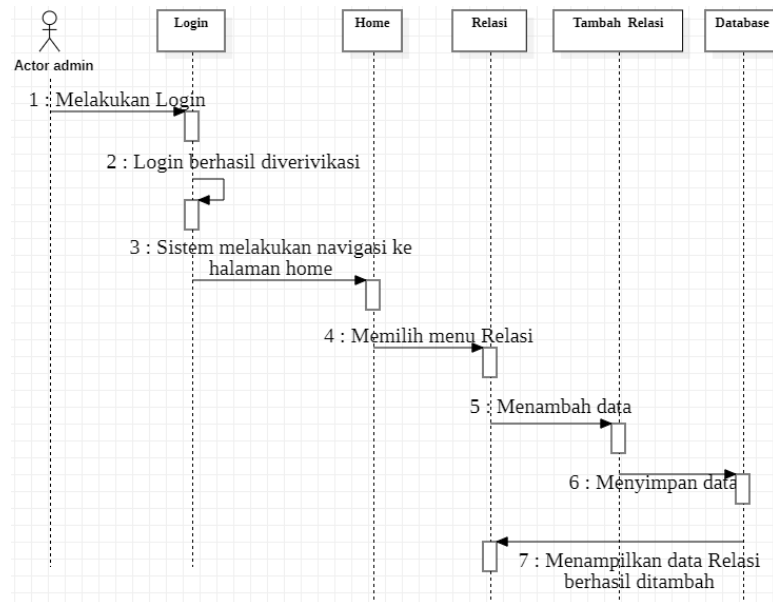 Login
Home
Relasi
Tambah Relasi
Database
Actor admin
1 : Melakukan Login
2 : Login berhasil diverivikasi
3 : Sistem melakukan navigasi ke
halaman home
4 : Memilih menu Relasi
5 : Menambah data
6 : Menyimpan data
7 : Menampilkan data Relasi
berhasil ditambah